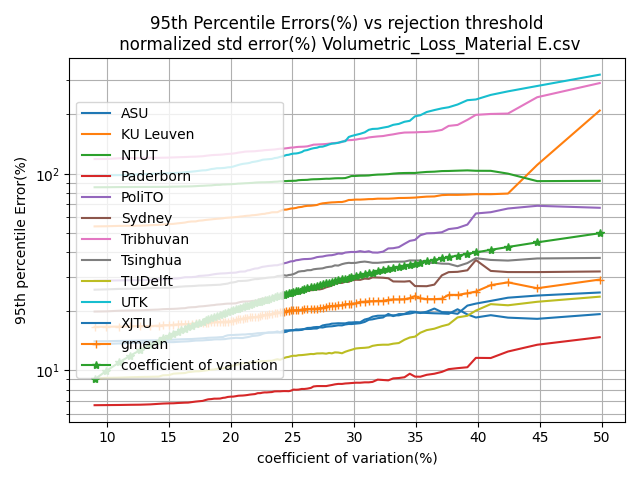 95th Percentile Errors(%) vs rejection threshold
normalized std error(%) Volumetric_Loss_Material E.csv
95th percentile Error(%)
10²
10¹
ASU
KU Leuven
NTUT
Paderborn
PoliTO
Sydney
Tribhuvan
Tsinghua
TUDelft
UTK
XJTU
gmean
coefficient of variation
10 15 20 25 30 35 40 45 50
coefficient of variation(%)